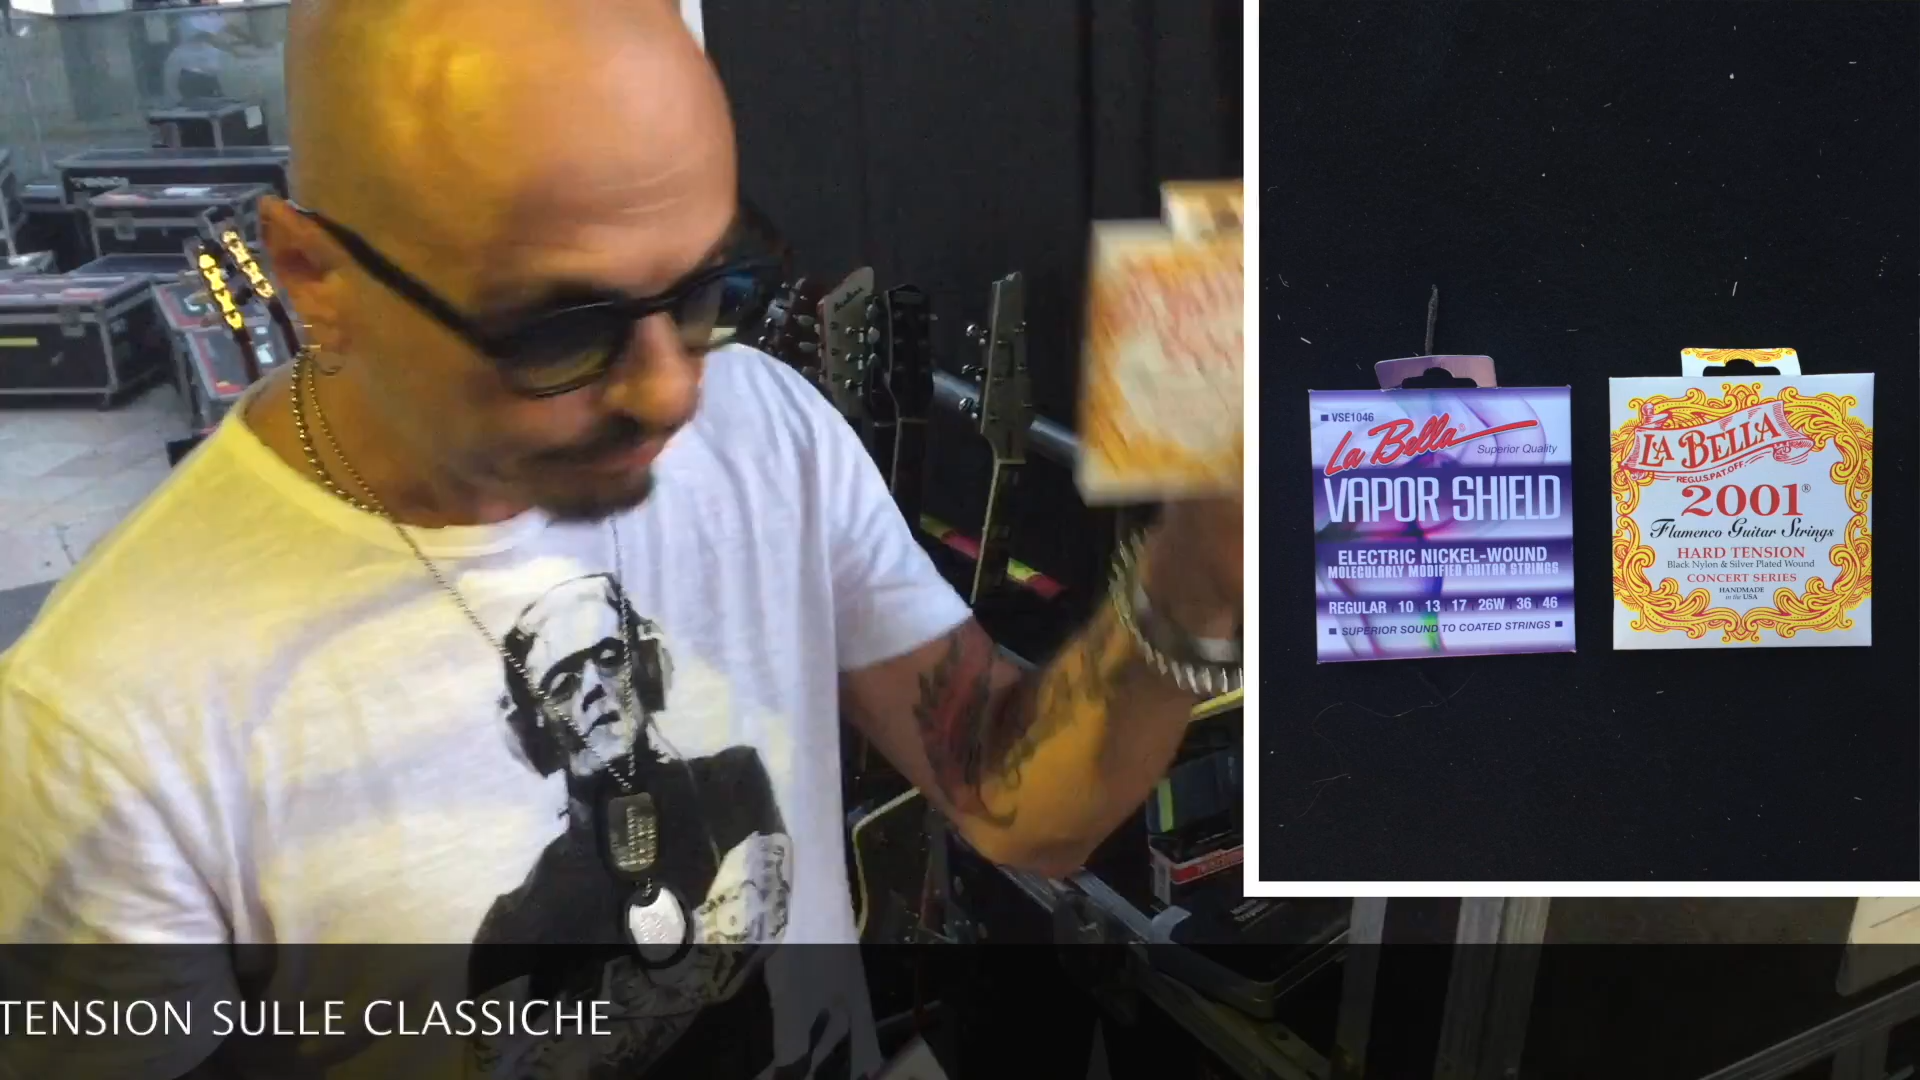 VSE1046
La Bella®
Superior Quality
VAPOR SHIELD
ELECTRIC NICKEL-WOUND
MOLECULARLY MODIFIED GUITAR STRINGS
REGULAR 10 13 17 26W 36 46
SUPERIOR SOUND TO COATED STRINGS
LA BELLA
REG.U.S.PAT.OFF.
2001®
Flamenco Guitar Strings
HARD TENSION
Black Nylon & Silver Plated Wound
CONCERT SERIES
HANDMADE
in the USA
TENSION SULLE CLASSICHE